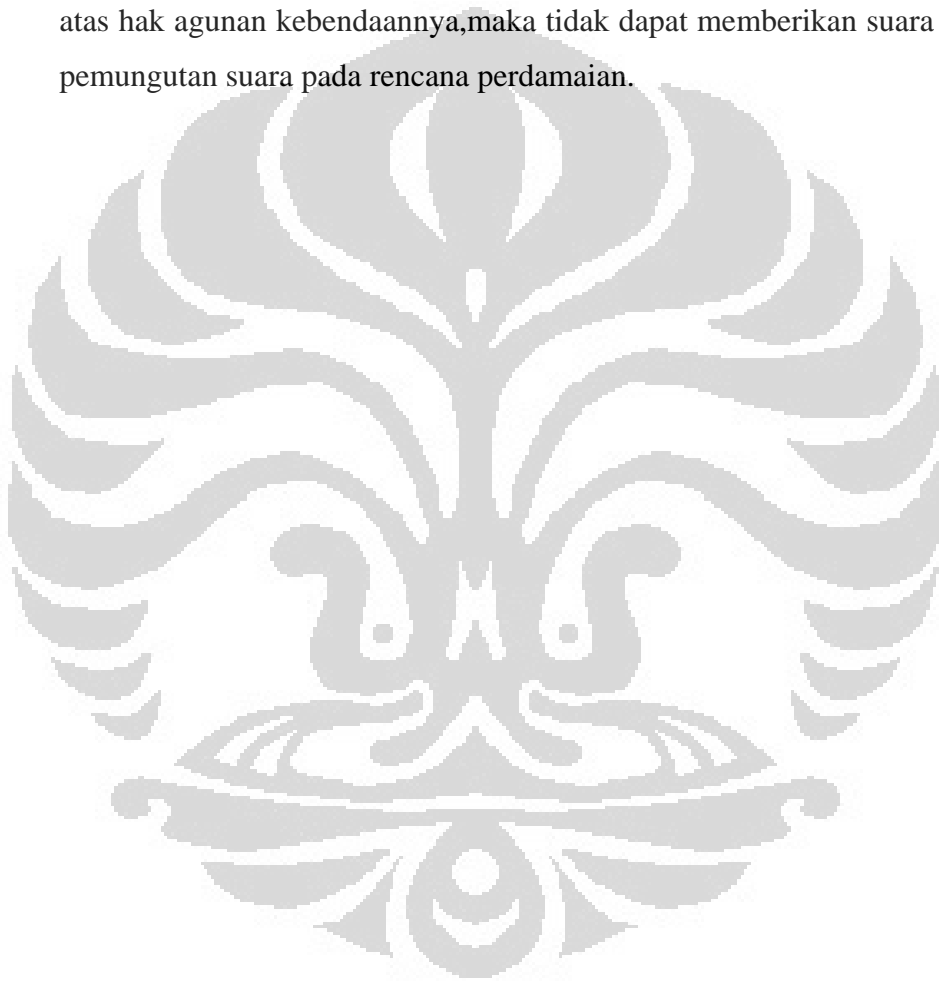 atas hak agunan kebendaannya,maka tidak dapat memberikan suara
pemungutan suara pada rencana perdamaian.